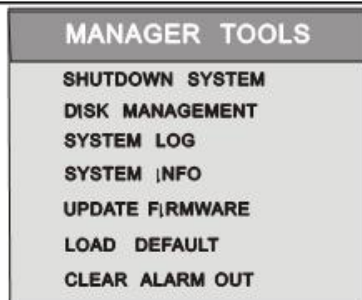 MANAGER TOOLS
SHUTDOWN SYSTEM
DISK MANAGEMENT
SYSTEM LOG
SYSTEM INFO
UPDATE FIRMWARE
LOAD DEFAULT
CLEAR ALARM OUT